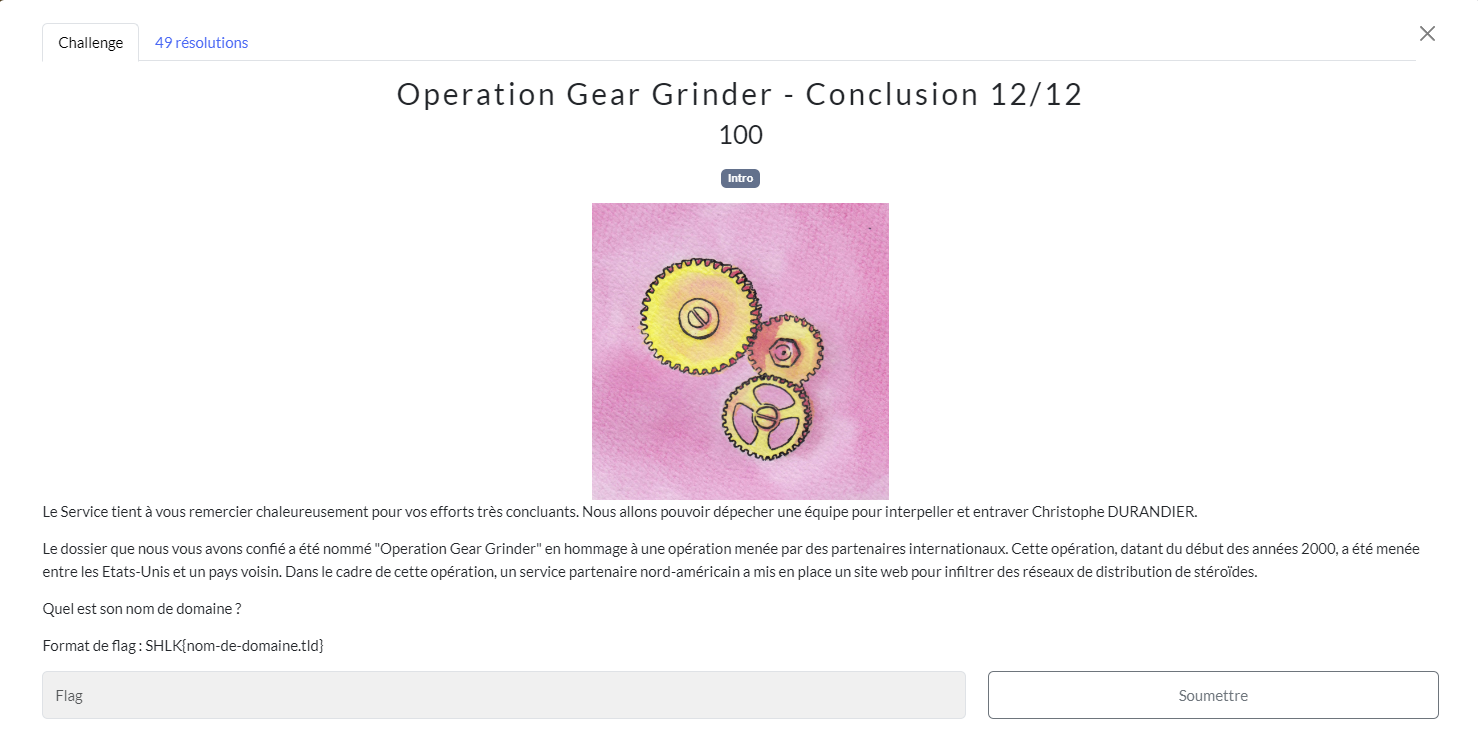 Challenge
49 résolutions
Operation Gear Grinder - Conclusion 12/12
100
Intro
Le Service tient à vous remercier chaleureusement pour vos efforts très concluants. Nous allons pouvoir dépecher une équipe pour interpeller et entraver Christophe DURANDIER.
Le dossier que nous vous avons confié a été nommé "Operation Gear Grinder" en hommage à une opération menée par des partenaires internationaux. Cette opération, datant du début des années 2000, a été menée
entre les Etats-Unis et un pays voisin. Dans le cadre de cette opération, un service partenaire nord-américain a mis en place un site web pour infiltrer des réseaux de distribution de stéroïdes.
Quel est son nom de domaine ?
Format de flag : SHLK{nom-de-domaine.tld}
Flag
Soumettre